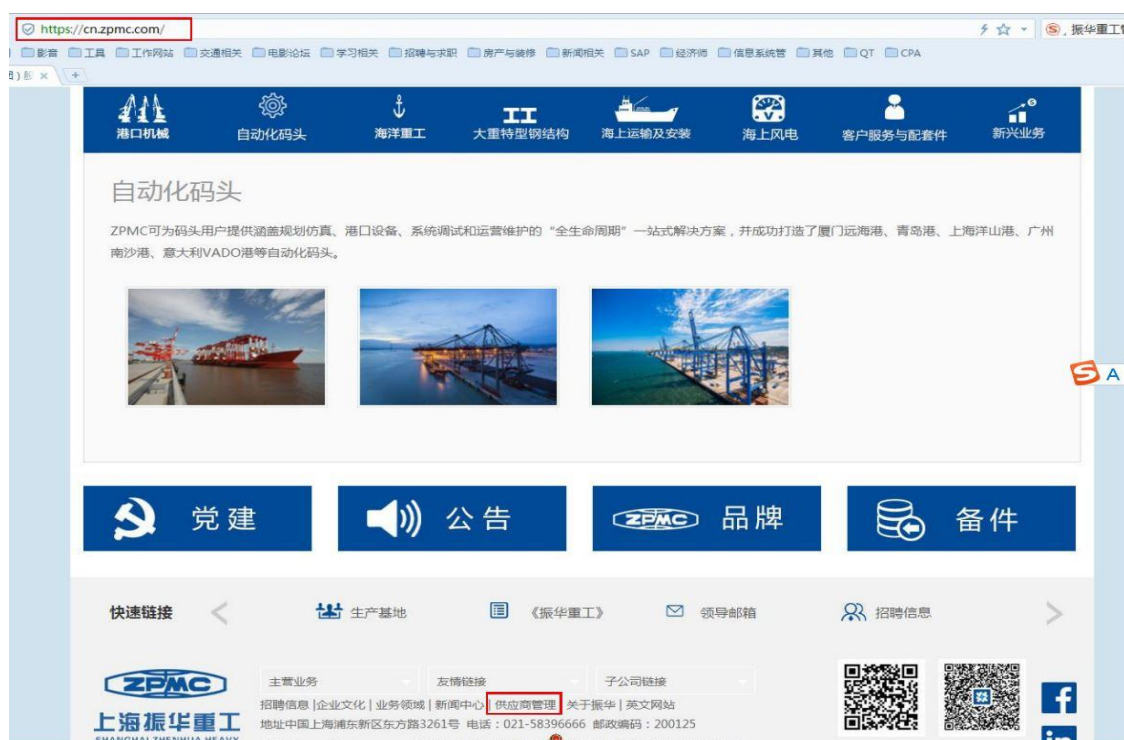 https://cn.zpmc.com/
振华重工
影音 工具 工作网站 交通相关 电影论坛 学习相关 招聘与求职 房产与装修 新闻相关 SAP 经济师 信息系统管 其他 QT CPA
港口机械 自动化码头 海洋重工 大重特型钢结构 海上运输及安装 海上风电 客户服务与配套件 新兴业务
自动化码头
ZPMC可为码头用户提供涵盖规划仿真、港口设备、系统调试和运营维护的“全生命周期”一站式解决方案，并成功打造了厦门远海港、青岛港、上海洋山港、广州
南沙港、意大利VADO港等自动化码头。
A
党建 公告 ZPMC 品牌 备件
快速链接 生产基地 《振华重工》 领导邮箱 招聘信息
ZPMC
主营业务 友情链接 子公司链接
招聘信息|企业文化|业务领域|新闻中心|供应商管理|关于振华|英文网站
上海振华重工
地址中国上海浦东新区东方路3261号 电话：021-58396666 邮政编码：200125
SHANGHAI ZHENHUA HEAVY